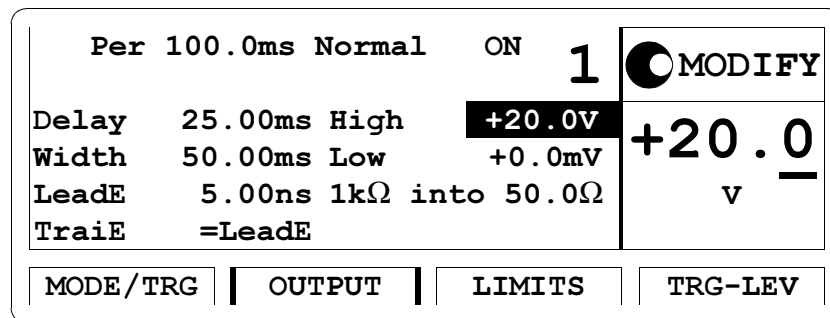 Per 100.0ms Normal ON 1
MODIFY
Delay 25.00ms High +20.0V
Width 50.00ms Low +0.0mV
LeadE 5.00ns 1kΩ into 50.0Ω
TraiE =LeadE
+20.0
V
MODE/TRG OUTPUT LIMITS TRG-LEV